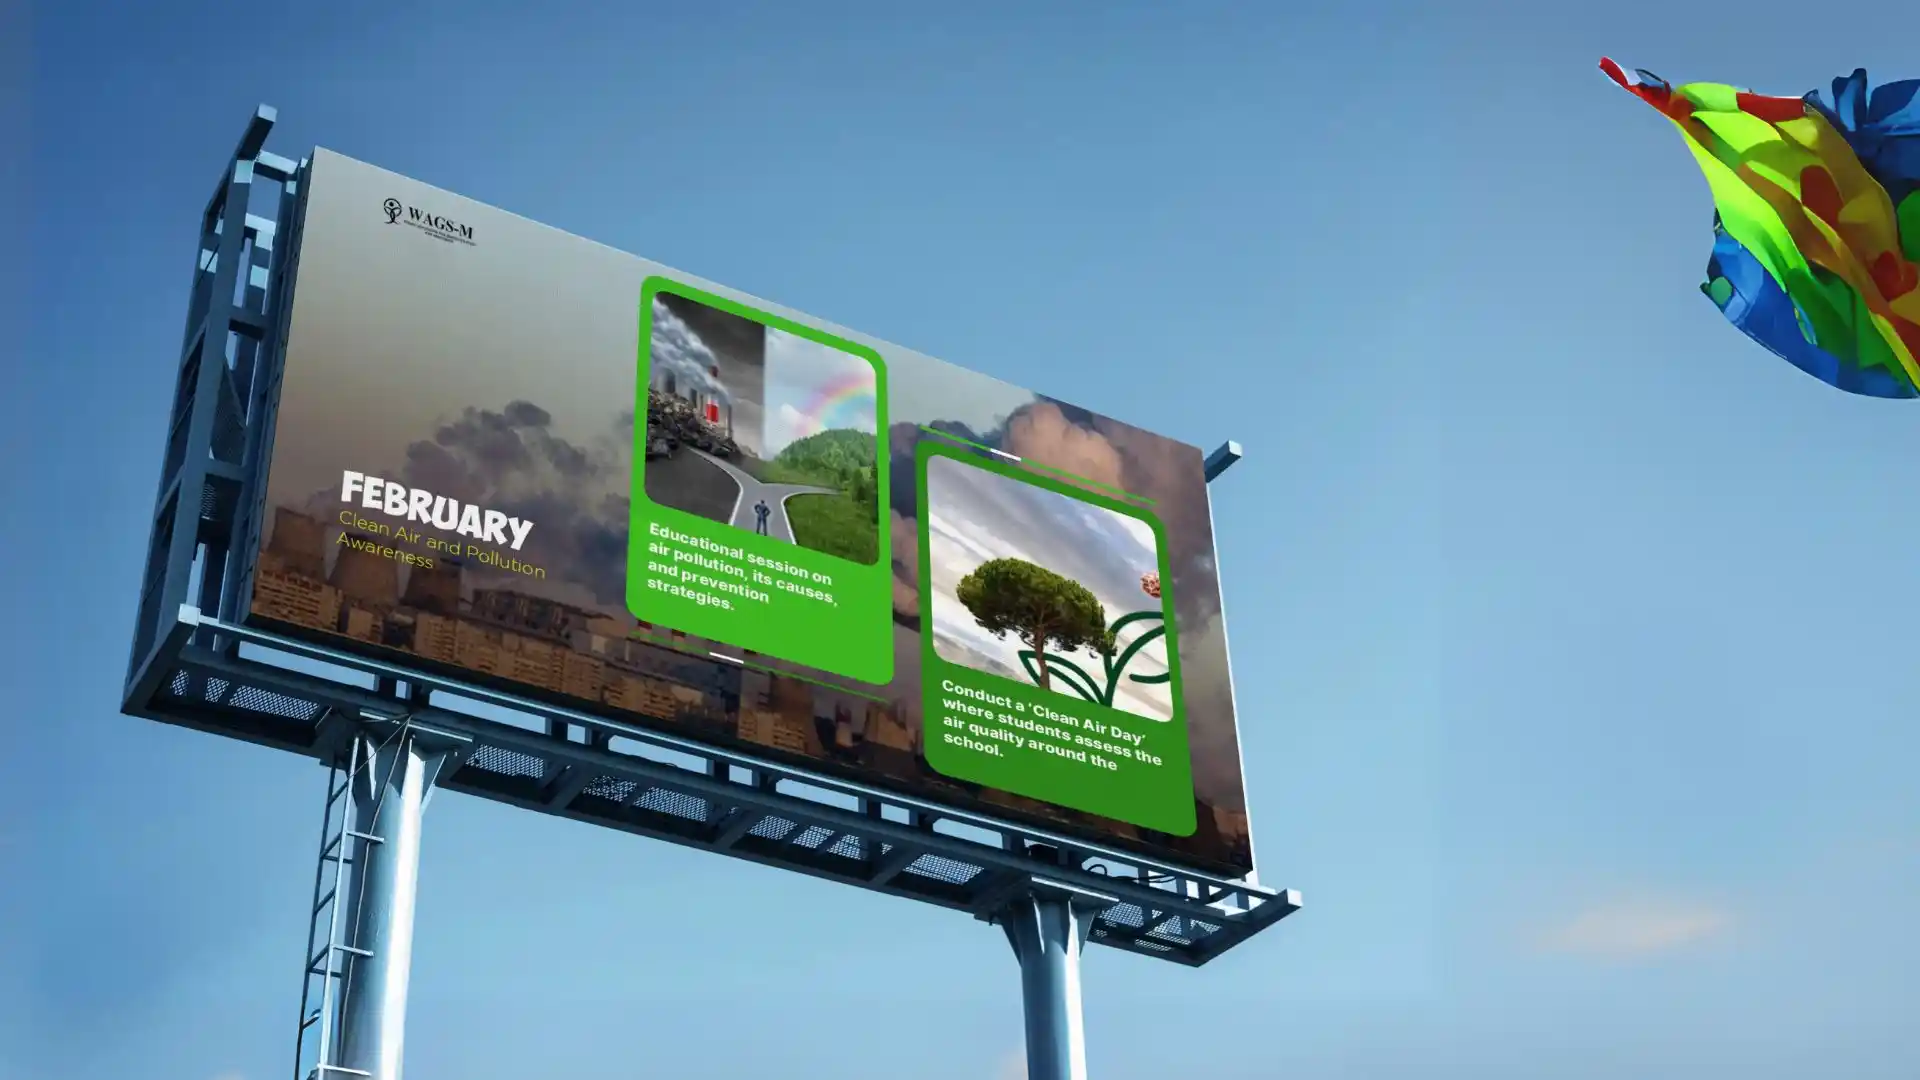 WAGS-M
FEBRUARY
Clean Air and Pollution
Awareness
Educational session on
air pollution, its causes,
and prevention
strategies.
Conduct a ‘Clean Air Day’
where students assess the
air quality around the
school.